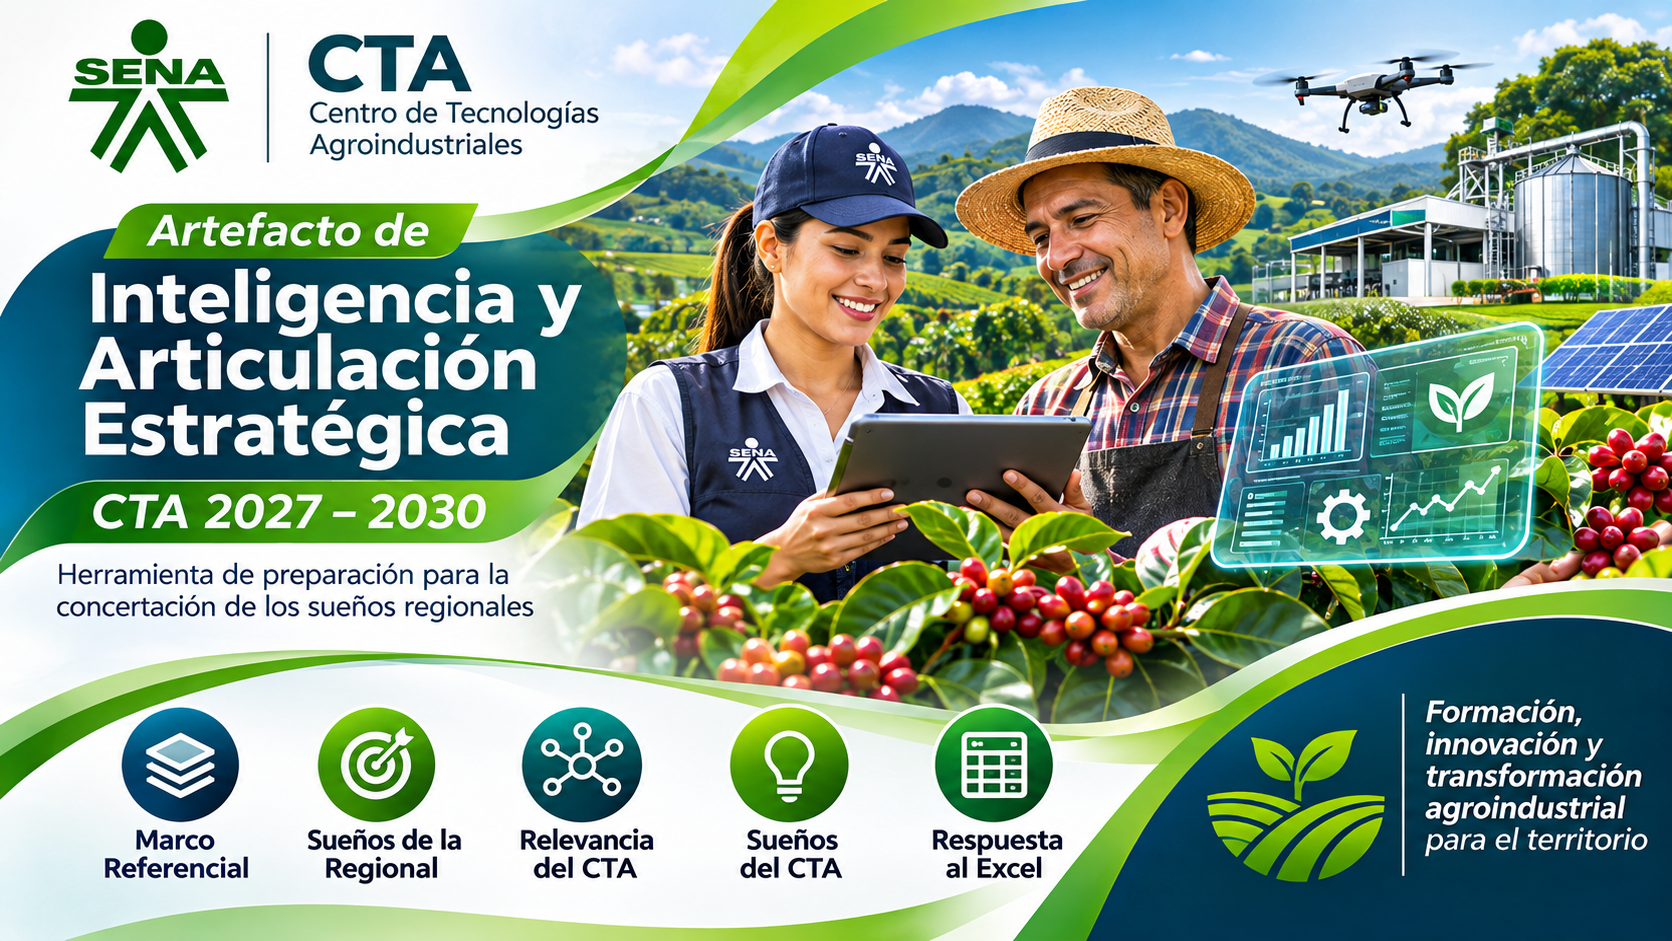 SENA
CTA
Centro de Tecnologías
Agroindustriales
Artefacto de
Inteligencia y
Articulación
Estratégica
CTA 2027 – 2030
Herramienta de preparación para la
concertación de los sueños regionales
SENA
SENA
Marco
Referencial
Sueños de la
Regional
Relevancia
del CTA
Sueños
del CTA
Respuesta
al Excel
Formación,
innovación y
transformación
agroindustrial
para el territorio